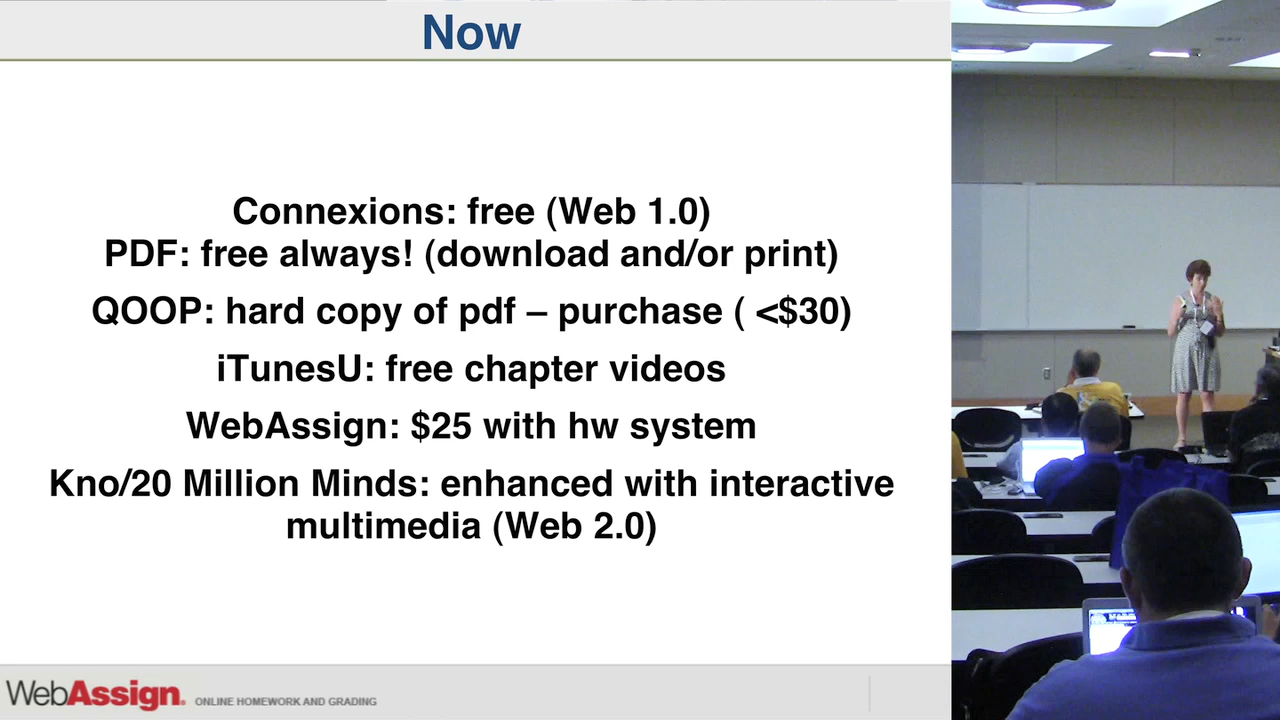 Now
Connexions: free (Web 1.0)
PDF: free always! (download and/or print)
QOOP: hard copy of pdf – purchase ( <$30)
iTunesU: free chapter videos
WebAssign: $25 with hw system
Kno/20 Million Minds: enhanced with interactive
multimedia (Web 2.0)
WebAssign. ONLINE HOMEWORK AND GRADING